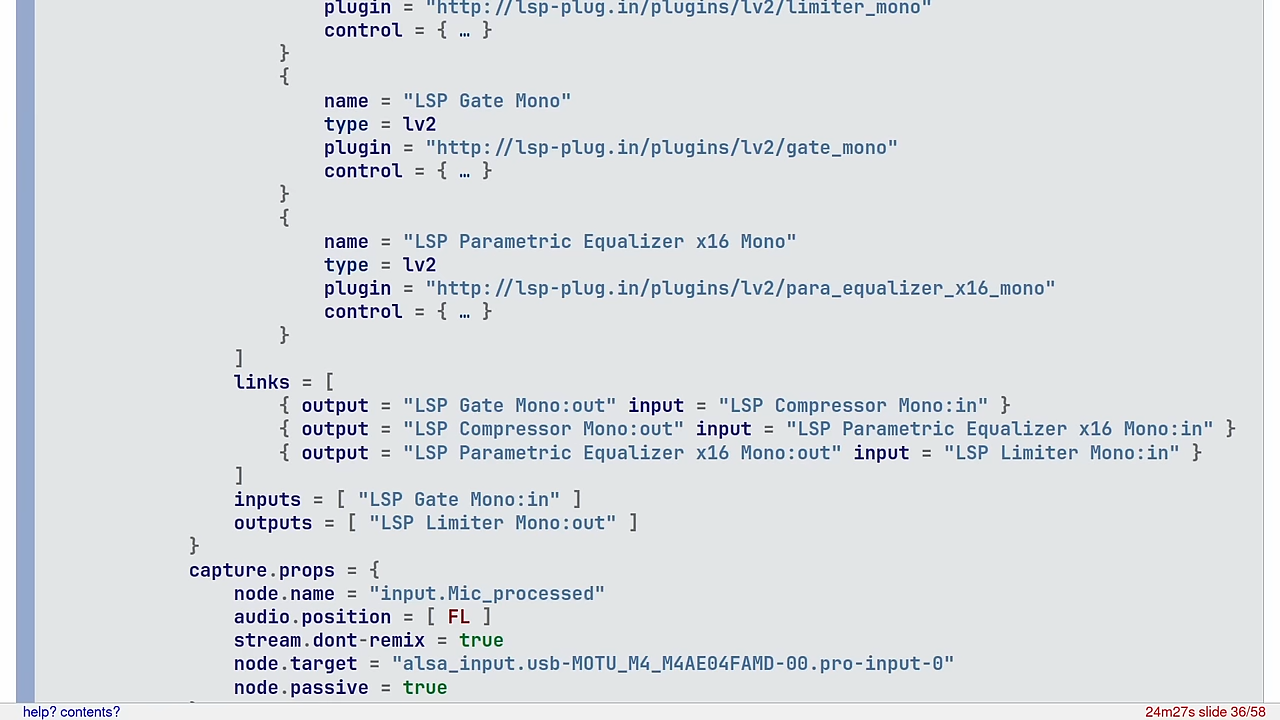 plugin = "http://lsp-plug.in/plugins/lv2/limiter_mono"
control = { … }
}
{
name = "LSP Gate Mono"
type = lv2
plugin = "http://lsp-plug.in/plugins/lv2/gate_mono"
control = { … }
}
{
name = "LSP Parametric Equalizer x16 Mono"
type = lv2
plugin = "http://lsp-plug.in/plugins/lv2/para_equalizer_x16_mono"
control = { … }
}
]
links = [
{ output = "LSP Gate Mono:out" input = "LSP Compressor Mono:in" }
{ output = "LSP Compressor Mono:out" input = "LSP Parametric Equalizer x16 Mono:in" }
{ output = "LSP Parametric Equalizer x16 Mono:out" input = "LSP Limiter Mono:in" }
]
inputs = [ "LSP Gate Mono:in" ]
outputs = [ "LSP Limiter Mono:out" ]
}
capture.props = {
node.name = "input.Mic_processed"
audio.position = [ FL ]
stream.dont-remix = true
node.target = "alsa_input.usb-MOTU_M4_M4AE04FAMD-00.pro-input-0"
node.passive = true
help? contents?
24m27s slide 36/58